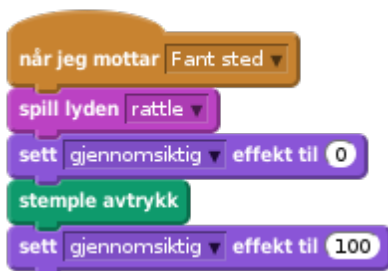 når jeg mottar Fant sted
spill lyden rattle
sett gjennomsiktig effekt til 0
stemple avtrykk
sett gjennomsiktig effekt til 100